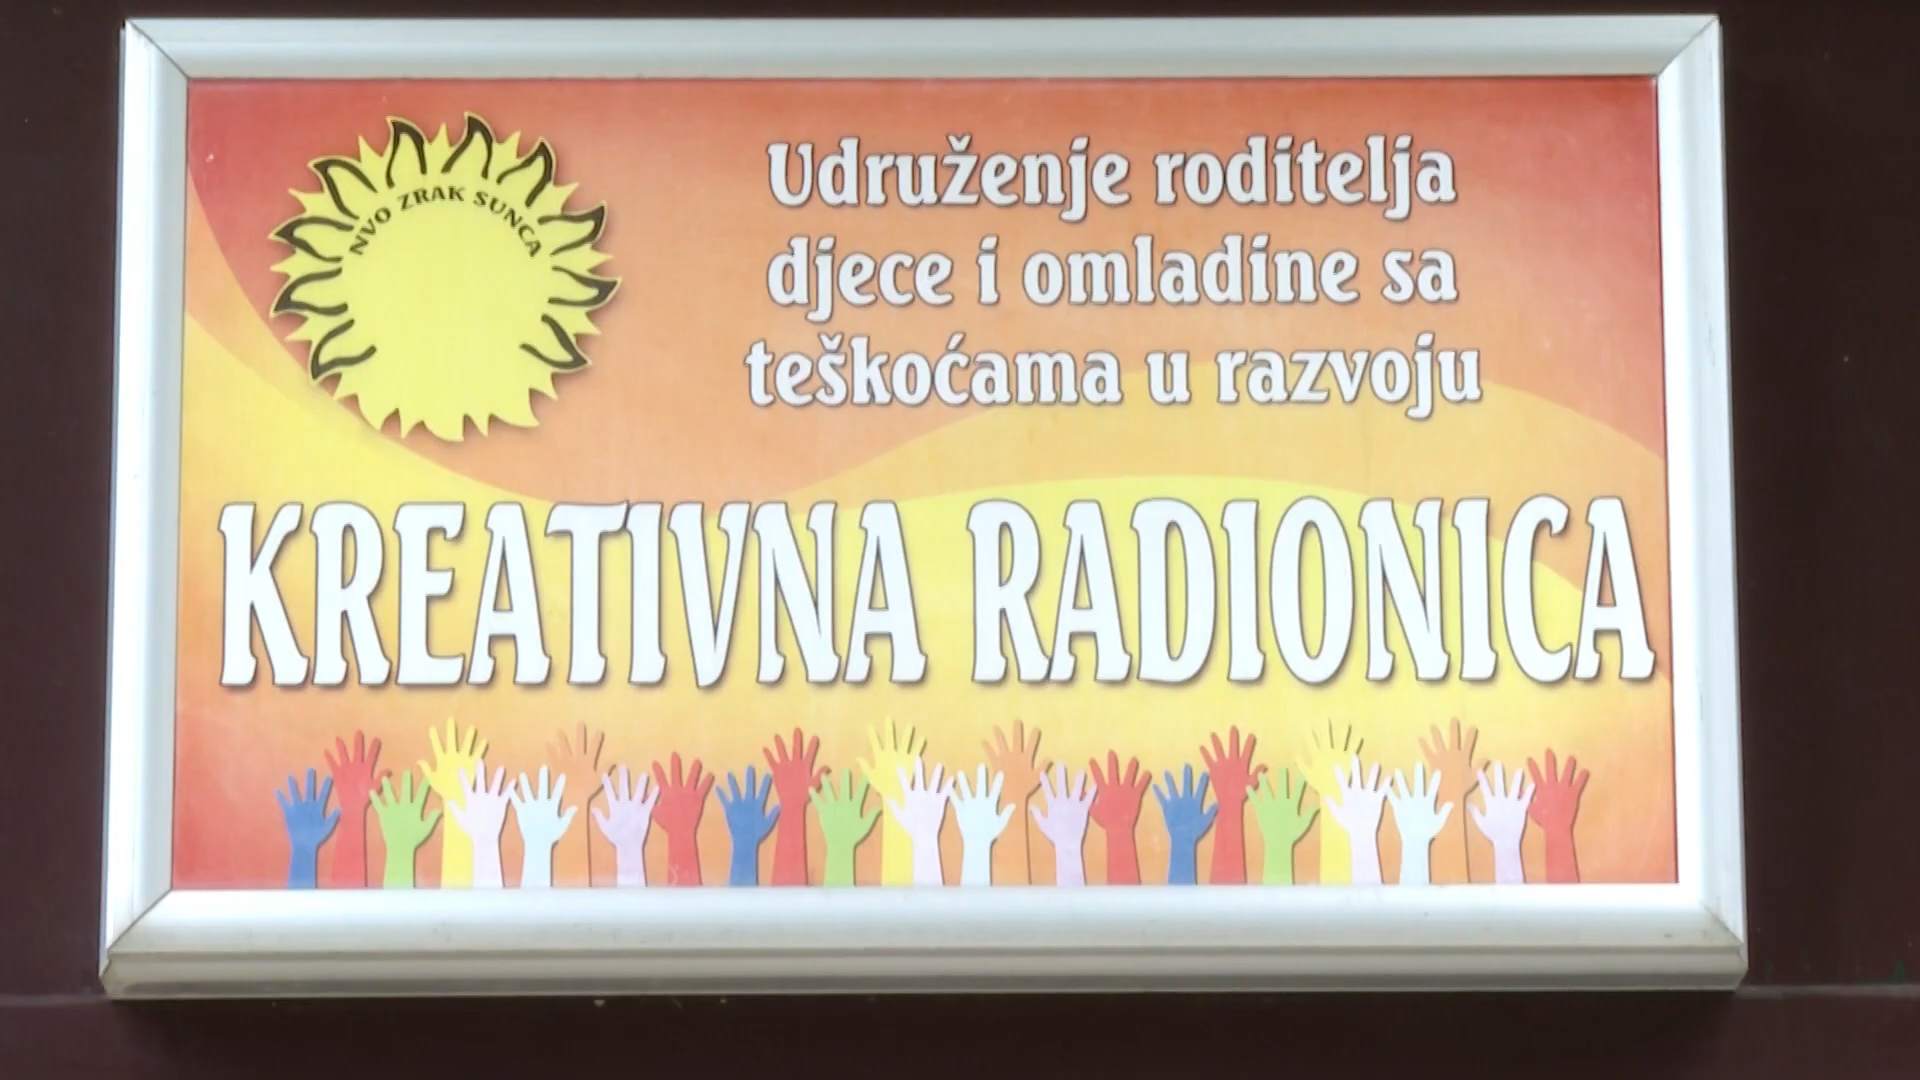 NVO ZRAK SUNCA
Udruženje roditelja
djece i omladine sa
teškoćama u razvoju
KREATIVNA RADIONICA